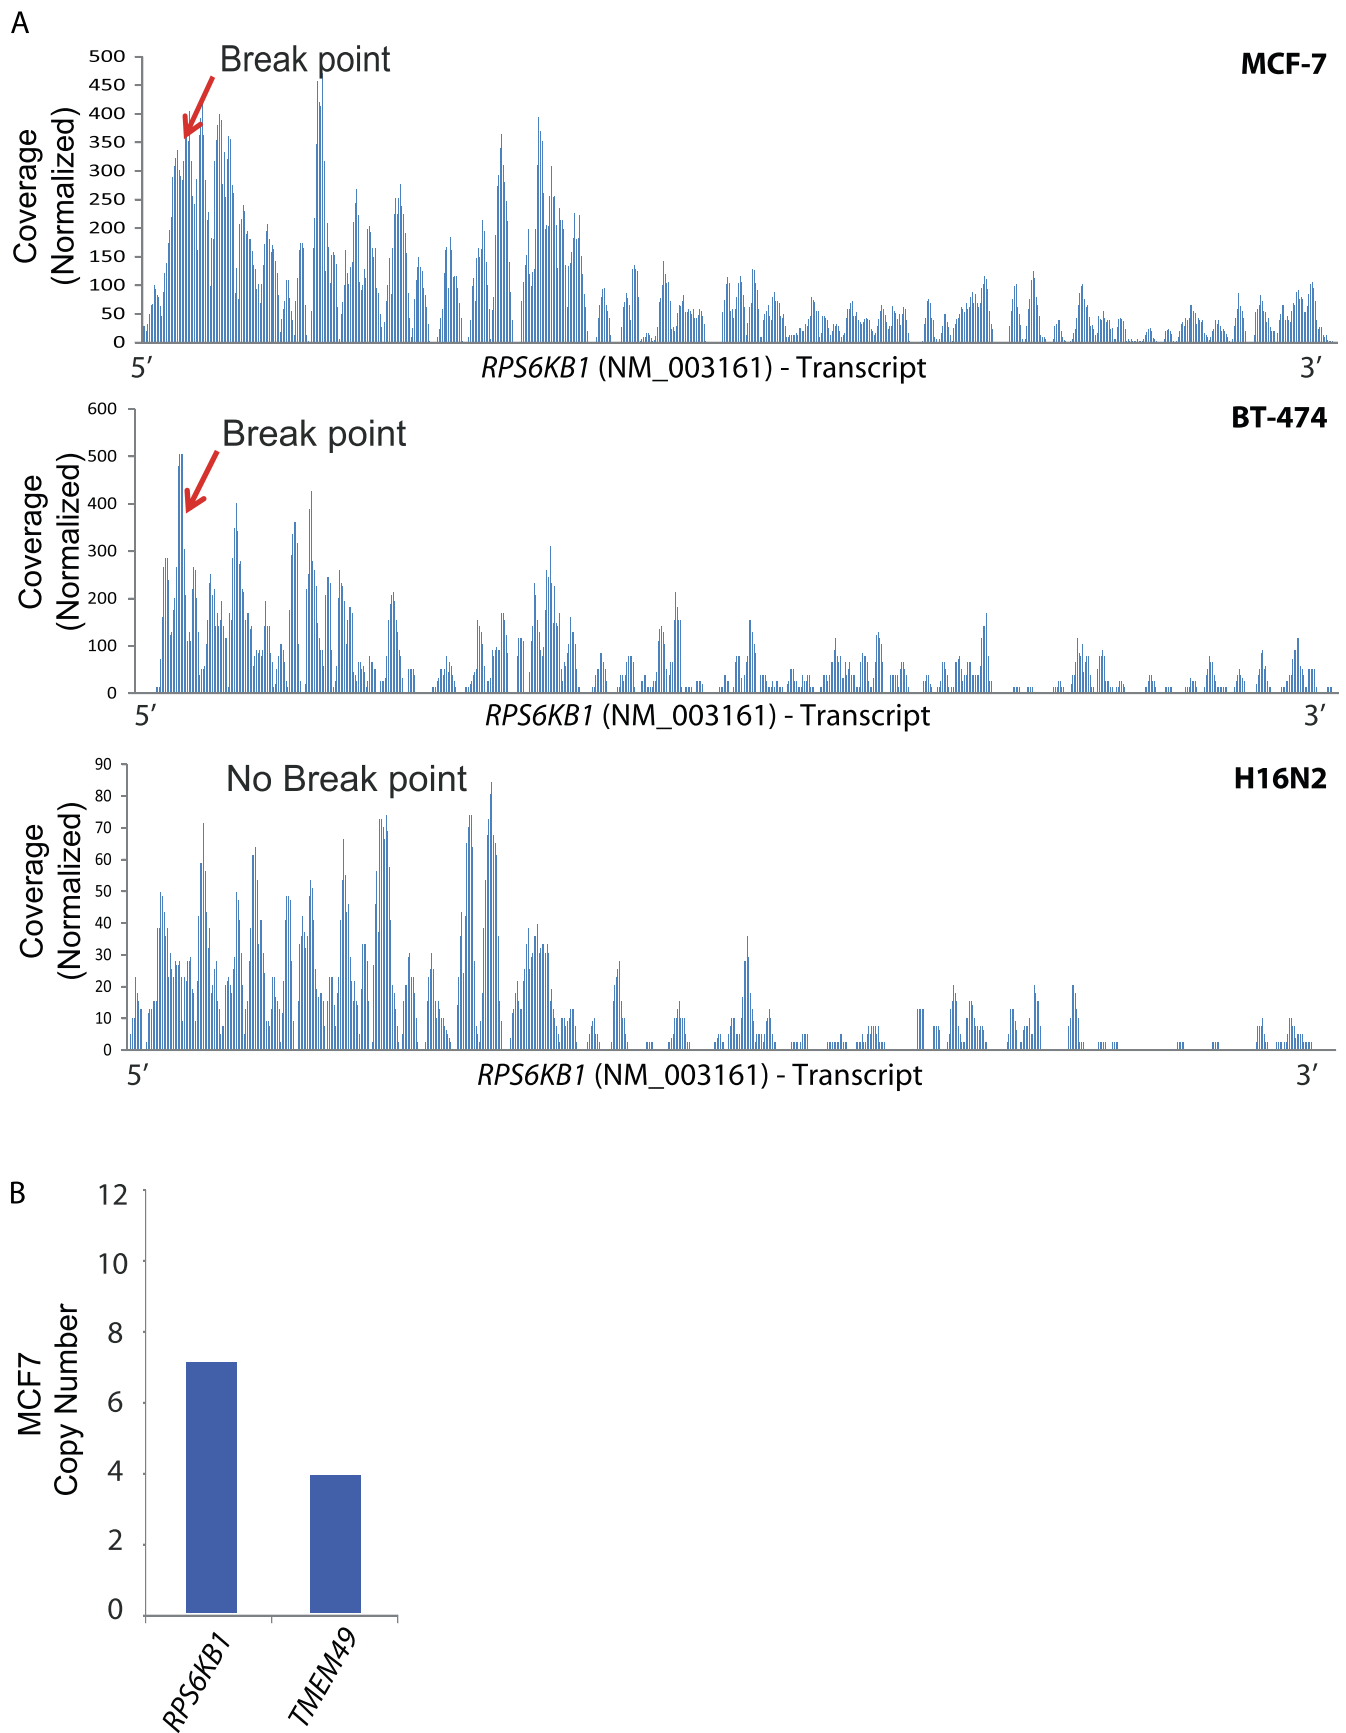 A
Break point
MCF-7
Coverage
(Normalized)
500
450
400
350
300
250
200
150
100
50
0
5′
RPS6KB1 (NM_003161) - Transcript
3′
Break point
BT-474
Coverage
(Normalized)
600
500
400
300
200
100
0
5′
RPS6KB1 (NM_003161) - Transcript
3′
No Break point
H16N2
Coverage
(Normalized)
90
80
70
60
50
40
30
20
10
0
5′
RPS6KB1 (NM_003161) - Transcript
3′
B
MCF7
Copy Number
12
10
8
6
4
2
0
RPS6KB1
TMEM49